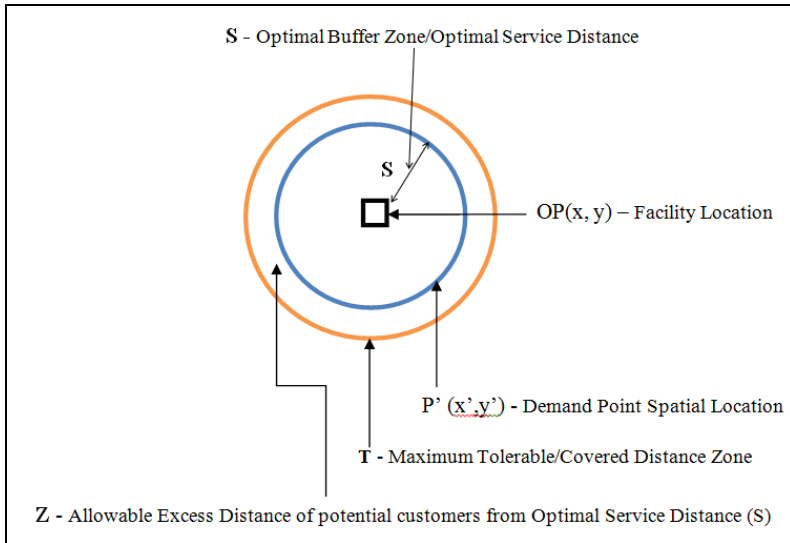 S - Optimal Buffer Zone/Optimal Service Distance
S
OP(x, y) – Facility Location
P’ (x’,y’) - Demand Point Spatial Location
T - Maximum Tolerable/Covered Distance Zone
Z - Allowable Excess Distance of potential customers from Optimal Service Distance (S)